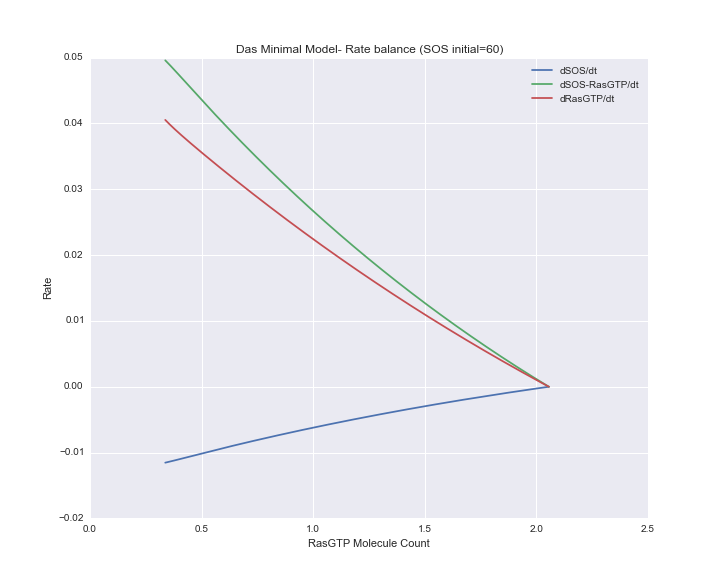 Das Minimal Model- Rate balance (SOS initial=60)
dSOS/dt
dSOS-RasGTP/dt
dRasGTP/dt
0.05
0.04
0.03
0.02
0.01
0.00
−0.01
−0.02
Rate
0.0 0.5 1.0 1.5 2.0 2.5
RasGTP Molecule Count